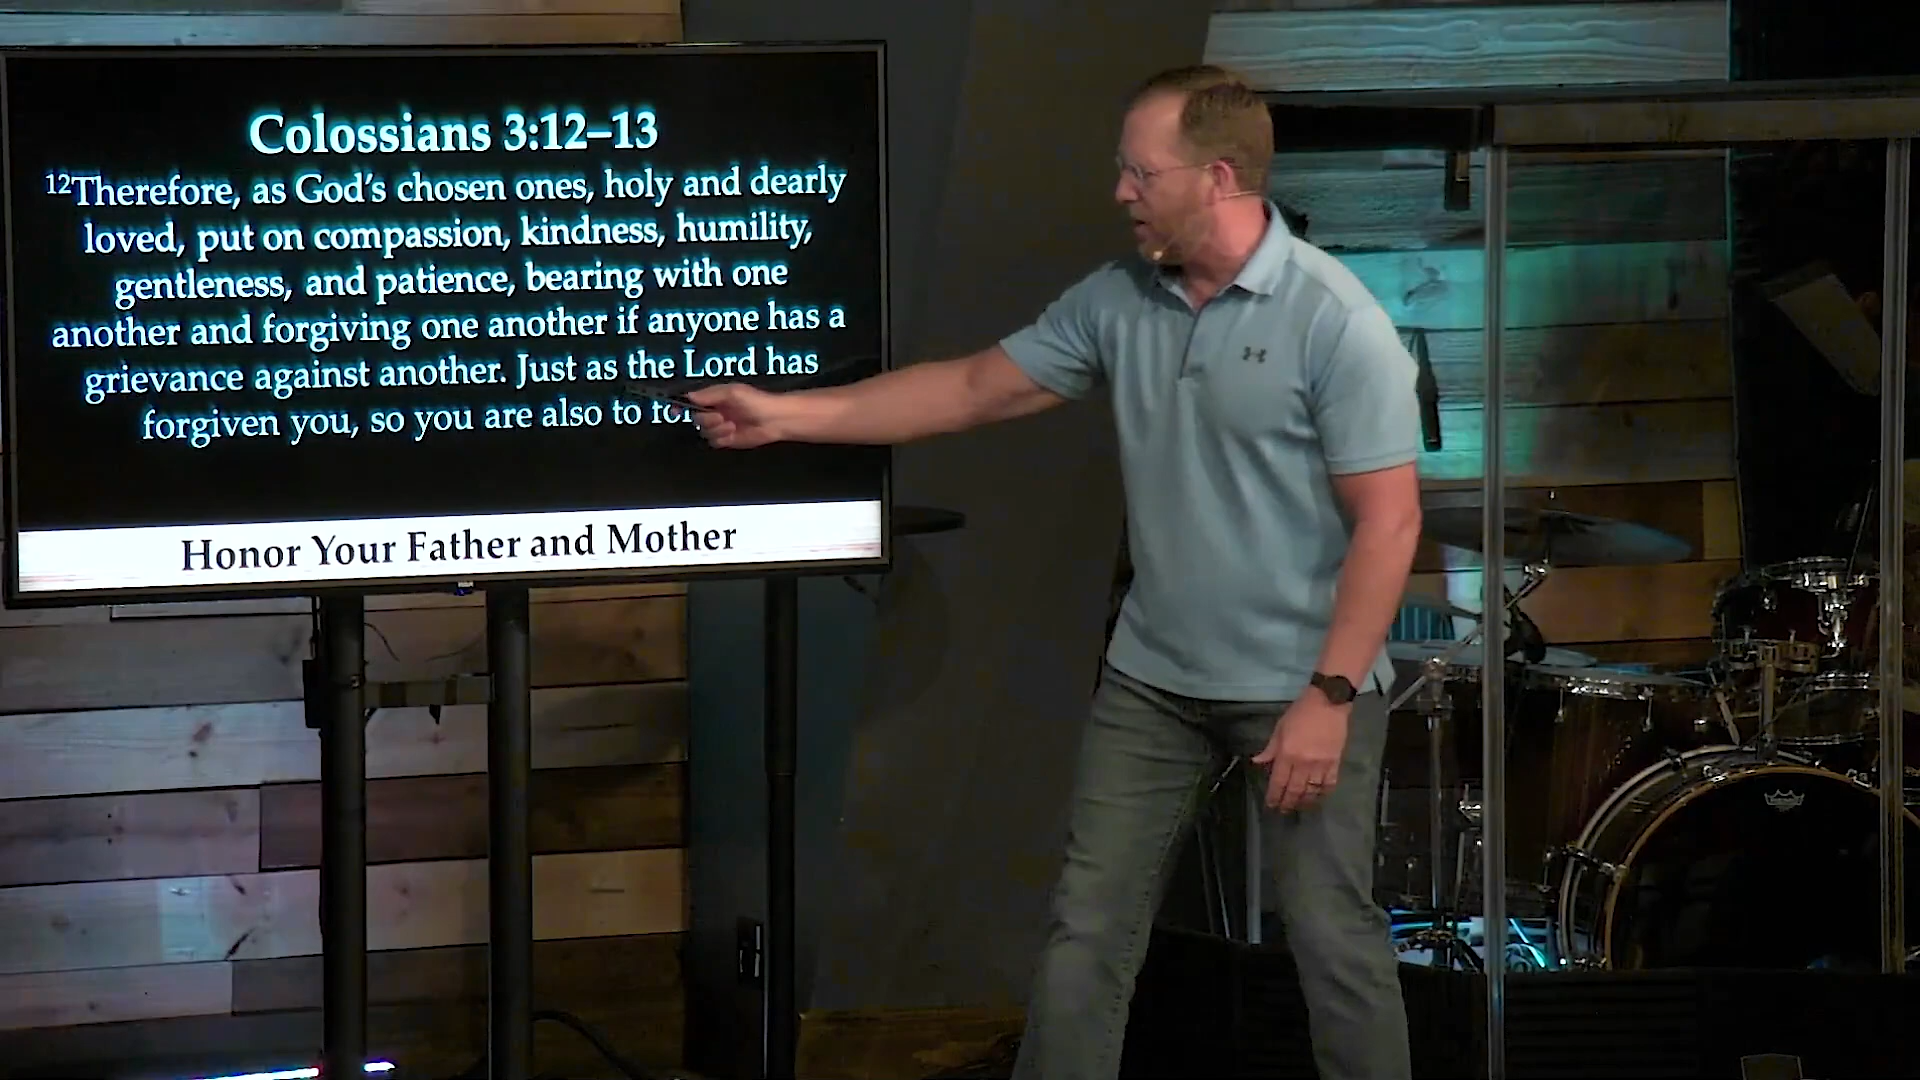 Colossians 3:12–13
¹²Therefore, as God's chosen ones, holy and dearly
loved, put on compassion, kindness, humility,
gentleness, and patience, bearing with one
another and forgiving one another if anyone has a
grievance against another. Just as the Lord has
forgiven you, so you are also to
Honor Your Father and Mother